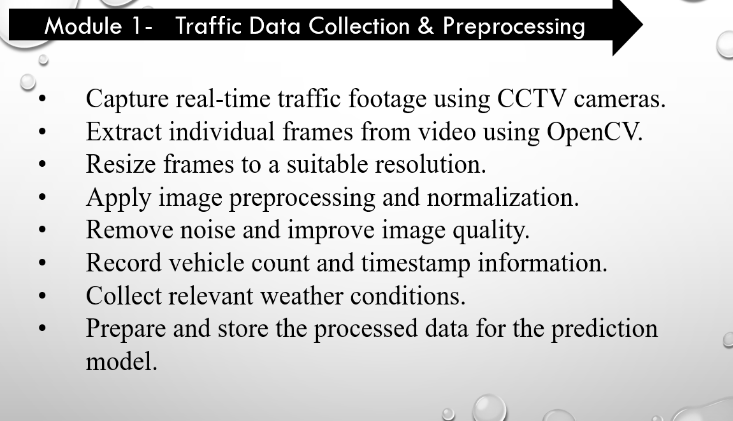 Module 1- Traffic Data Collection & Preprocessing
• Capture real-time traffic footage using CCTV cameras.
• Extract individual frames from video using OpenCV.
• Resize frames to a suitable resolution.
• Apply image preprocessing and normalization.
• Remove noise and improve image quality.
• Record vehicle count and timestamp information.
• Collect relevant weather conditions.
• Prepare and store the processed data for the prediction
model.